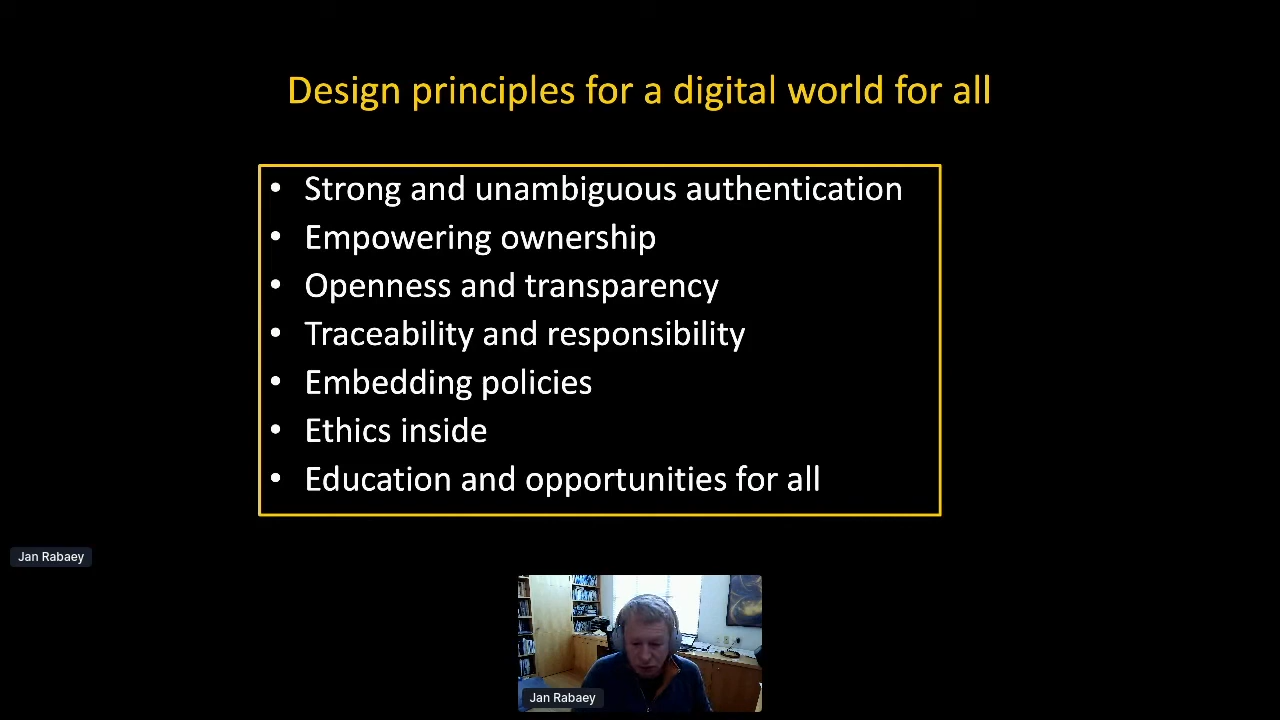 Design principles for a digital world for all
• Strong and unambiguous authentication
• Empowering ownership
• Openness and transparency
• Traceability and responsibility
• Embedding policies
• Ethics inside
• Education and opportunities for all
Jan Rabaey
Jan Rabaey